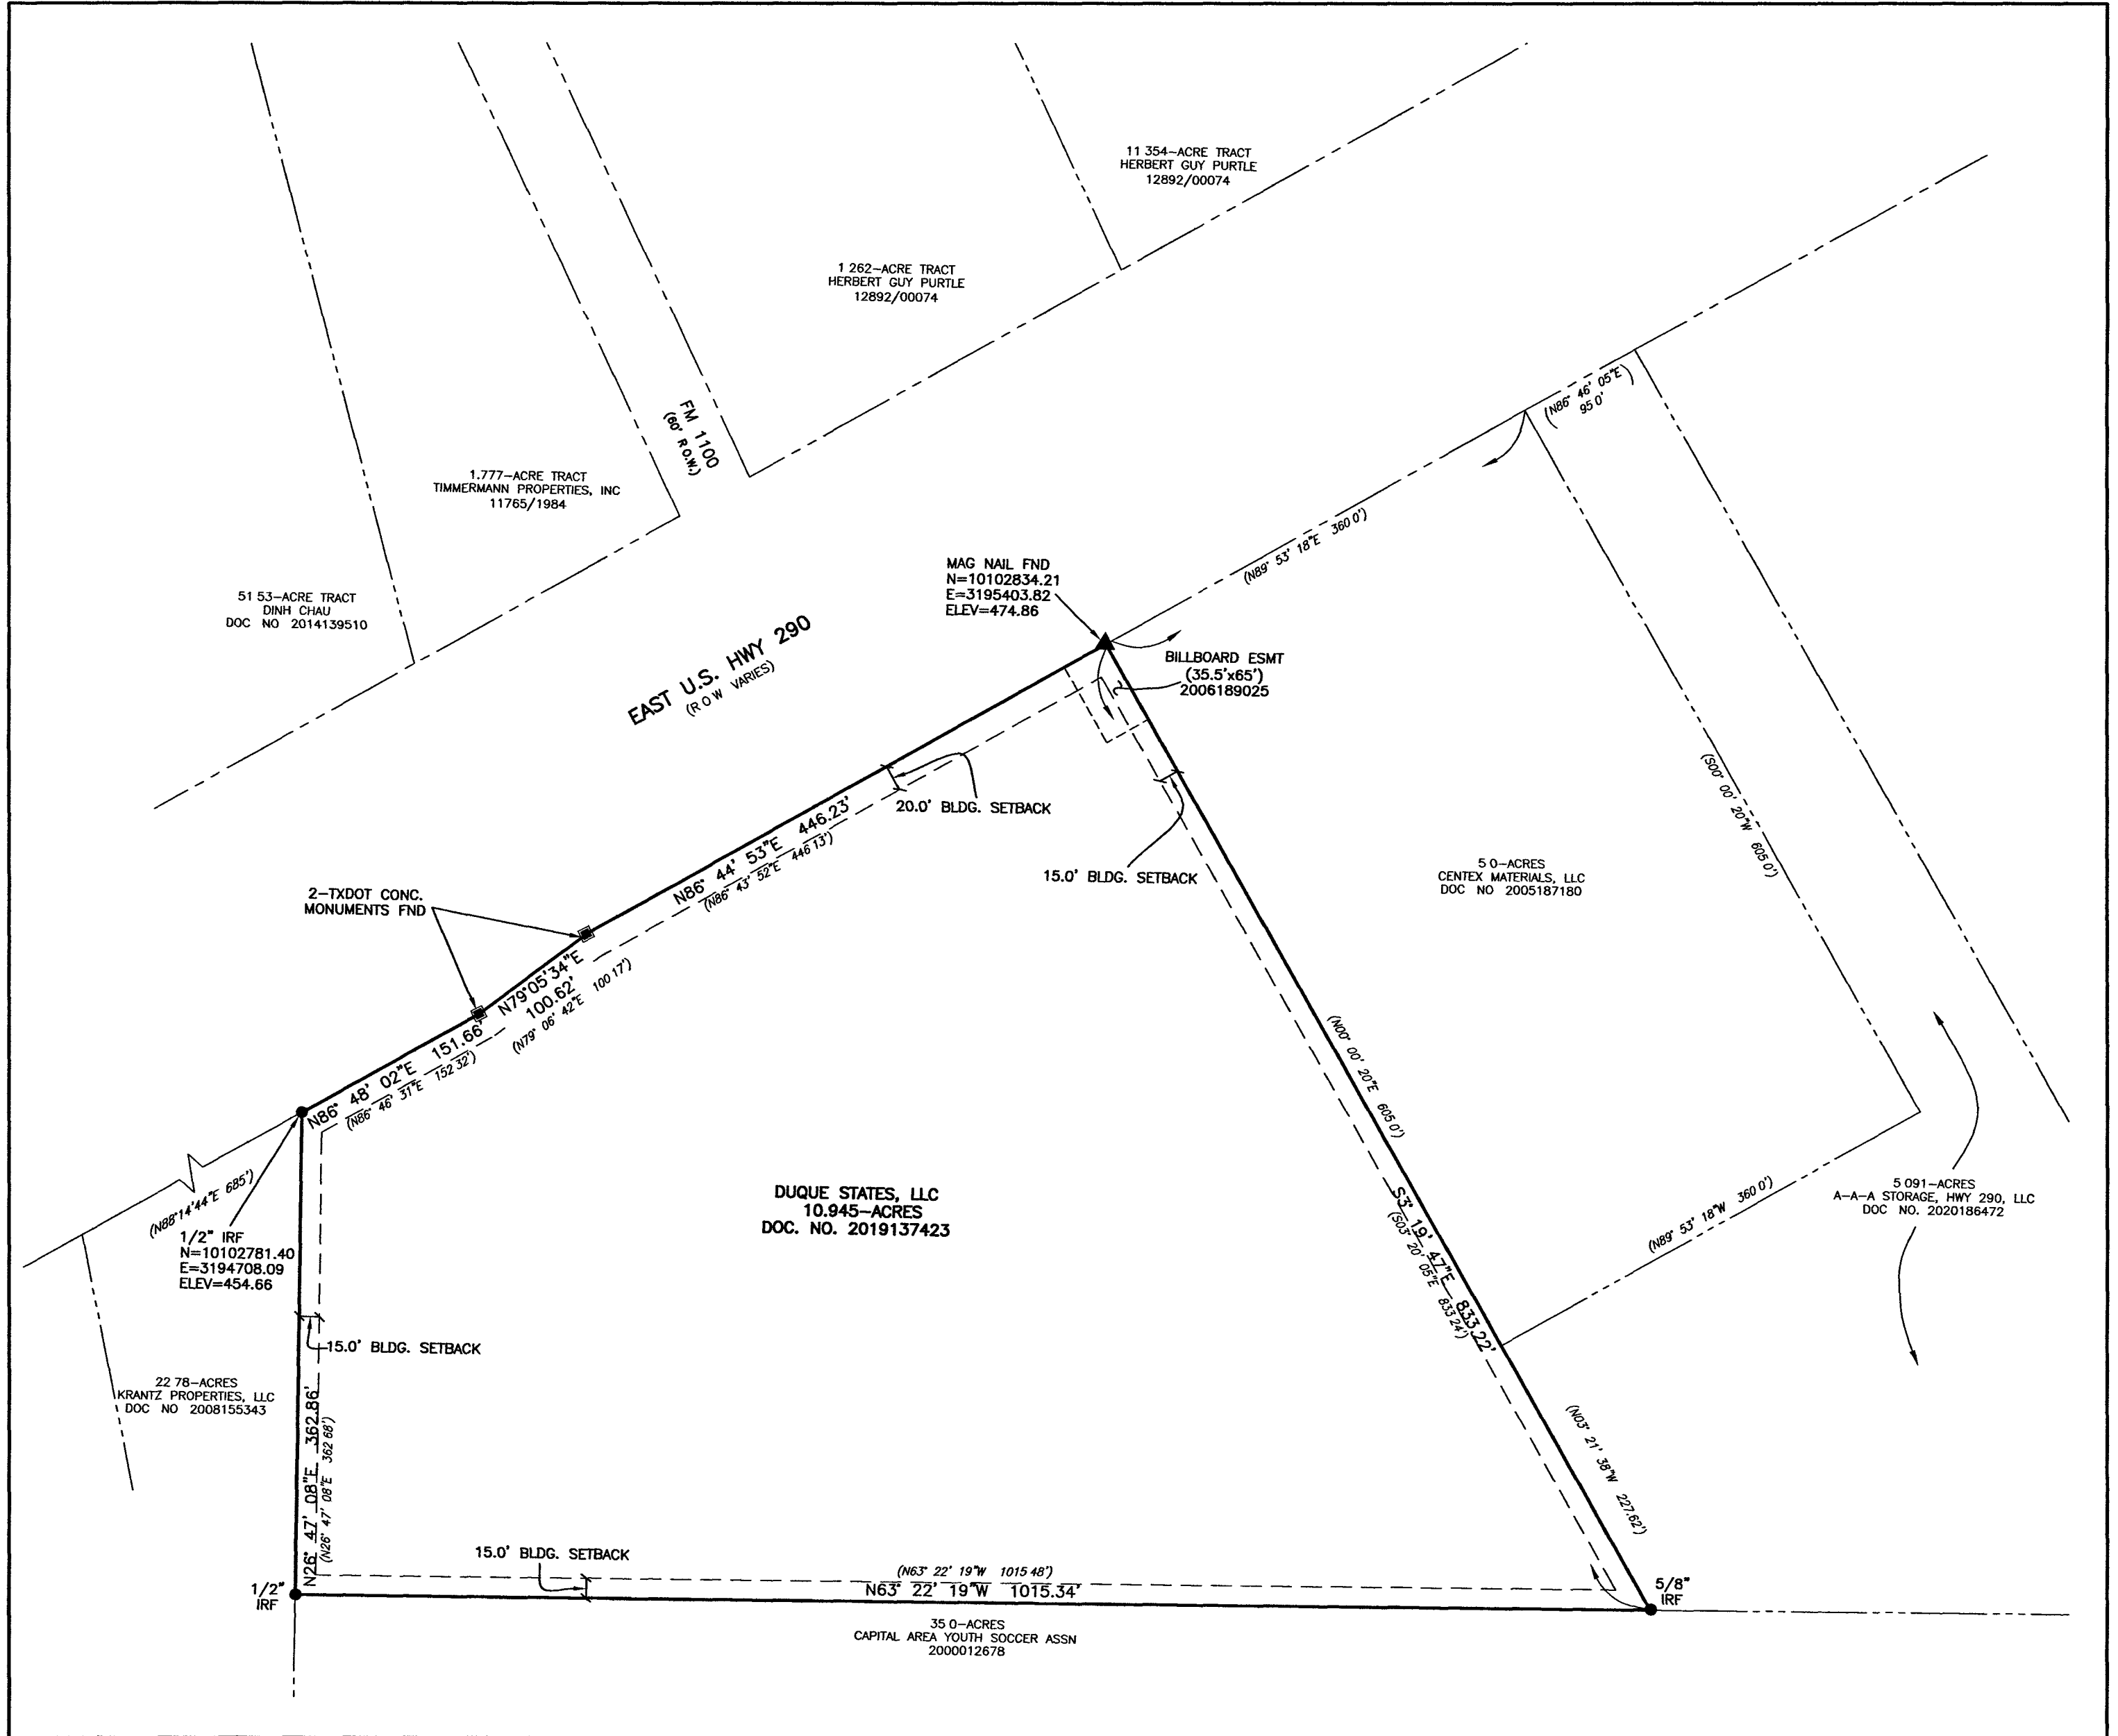 11 354-ACRE TRACT
HERBERT GUY PURTLE
12892/00074
1 262-ACRE TRACT
HERBERT GUY PURTLE
12892/00074
FM 1100
(60' R.O.W.)
1.777-ACRE TRACT
TIMMERMANN PROPERTIES, INC
11765/1984
51 53-ACRE TRACT
DINH CHAU
DOC NO 2014139510
EAST U.S. HWY 290
(R O W VARIES)
MAG NAIL FND
N=10102834.21
E=3195403.82
ELEV=474.86
BILLBOARD ESMT
(35.5'x65')
2006189025
(N86° 46' 05"E)
95 0'
(N89° 53' 18"E 360 0')
(S00° 00' 20"W 605 0')
20.0' BLDG. SETBACK
15.0' BLDG. SETBACK
5 0-ACRES
CENTEX MATERIALS, LLC
DOC NO 2005187180
N86° 44' 53"E 446.23'
(N86° 43' 52"E 446 13')
2-TXDOT CONC.
MONUMENTS FND
N79°05'34"E
100.62'
(N79° 06' 42"E 100 17')
N86° 48' 02"E 151.66'
(N86° 46' 31"E 152 32')
(N88°14'44"E 685')
1/2" IRF
N=10102781.40
E=3194708.09
ELEV=454.66
DUQUE STATES, LLC
10.945-ACRES
DOC. NO. 2019137423
(N00° 00' 20"E 605 0')
S3° 19' 47"E 833.22'
(S03° 20' 05"E 833 24')
(N89° 53' 18"W 360 0')
5 091-ACRES
A-A-A STORAGE, HWY 290, LLC
DOC NO. 2020186472
15.0' BLDG. SETBACK
22 78-ACRES
KRANTZ PROPERTIES, LLC
DOC NO 2008155343
N26° 47' 08"E 362.86'
(N26° 47' 08"E 362 68')
(N03° 21' 38"W 227.62')
15.0' BLDG. SETBACK
(N63° 22' 19"W 1015 48')
N63° 22' 19"W 1015.34'
1/2"
IRF
5/8"
IRF
35 0-ACRES
CAPITAL AREA YOUTH SOCCER ASSN
2000012678